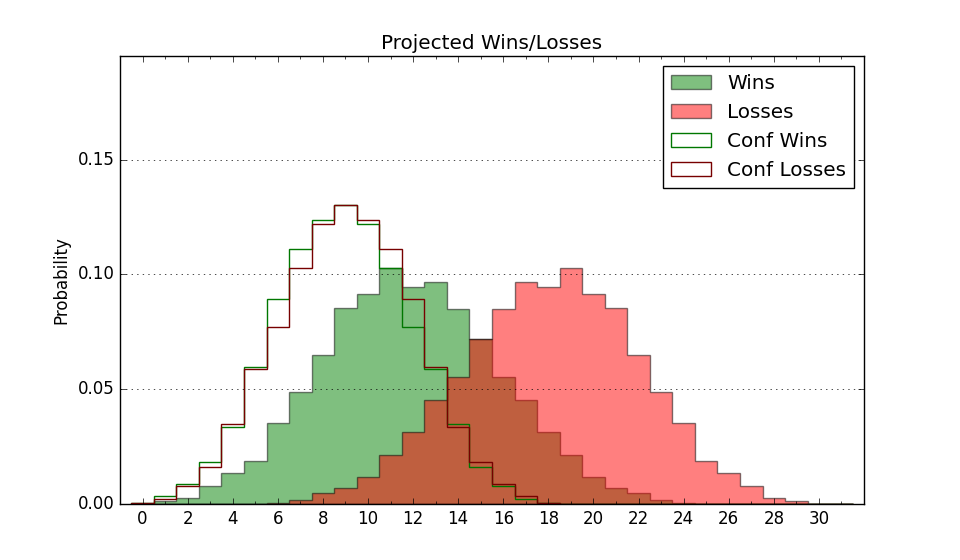 Projected Wins/Losses
Wins
Losses
Conf Wins
Conf Losses
Probability
0.15
0.10
0.05
0.00
0 2 4 6 8 10 12 14 16 18 20 22 24 26 28 30